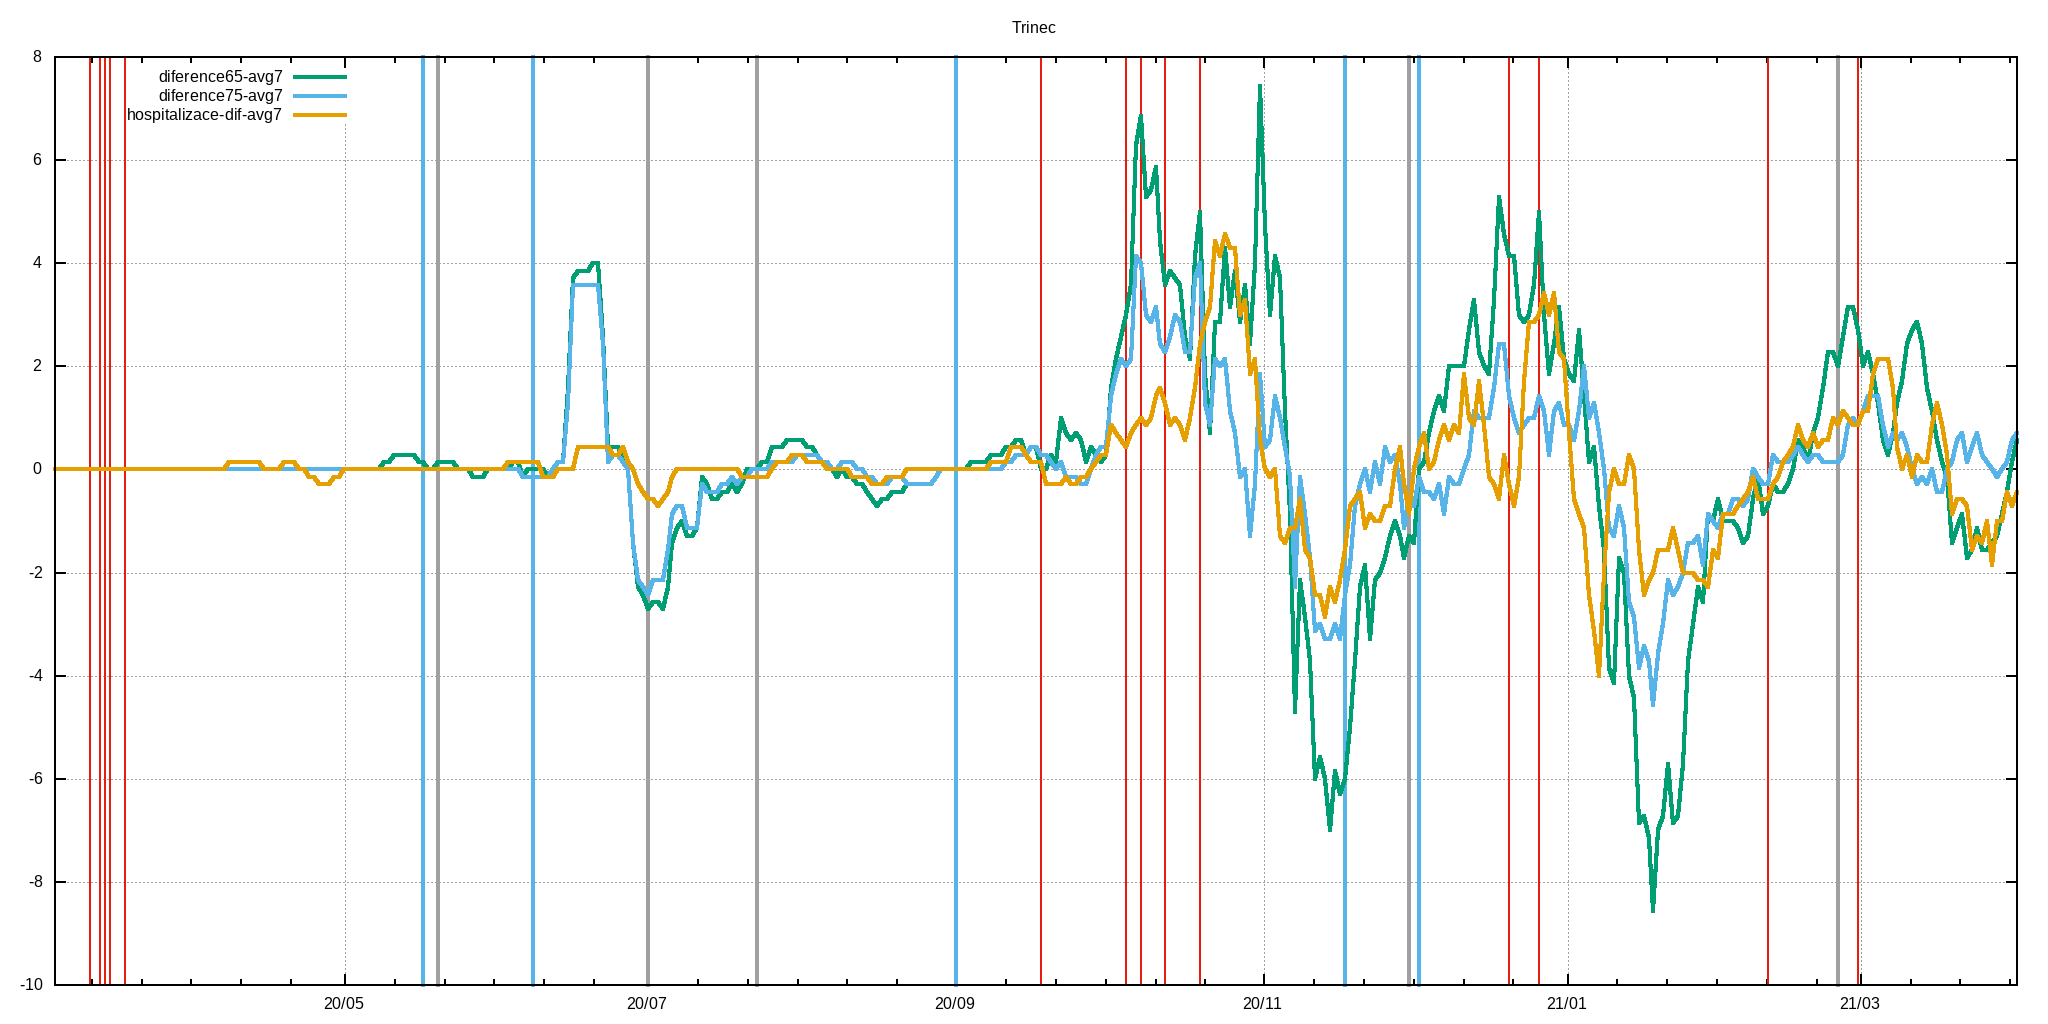 Trinec
diference65-avg7
diference75-avg7
hospitalizace-dif-avg7
8
6
4
2
0
-2
-4
-6
-8
-10
20/05 20/07 20/09 20/11 21/01 21/03